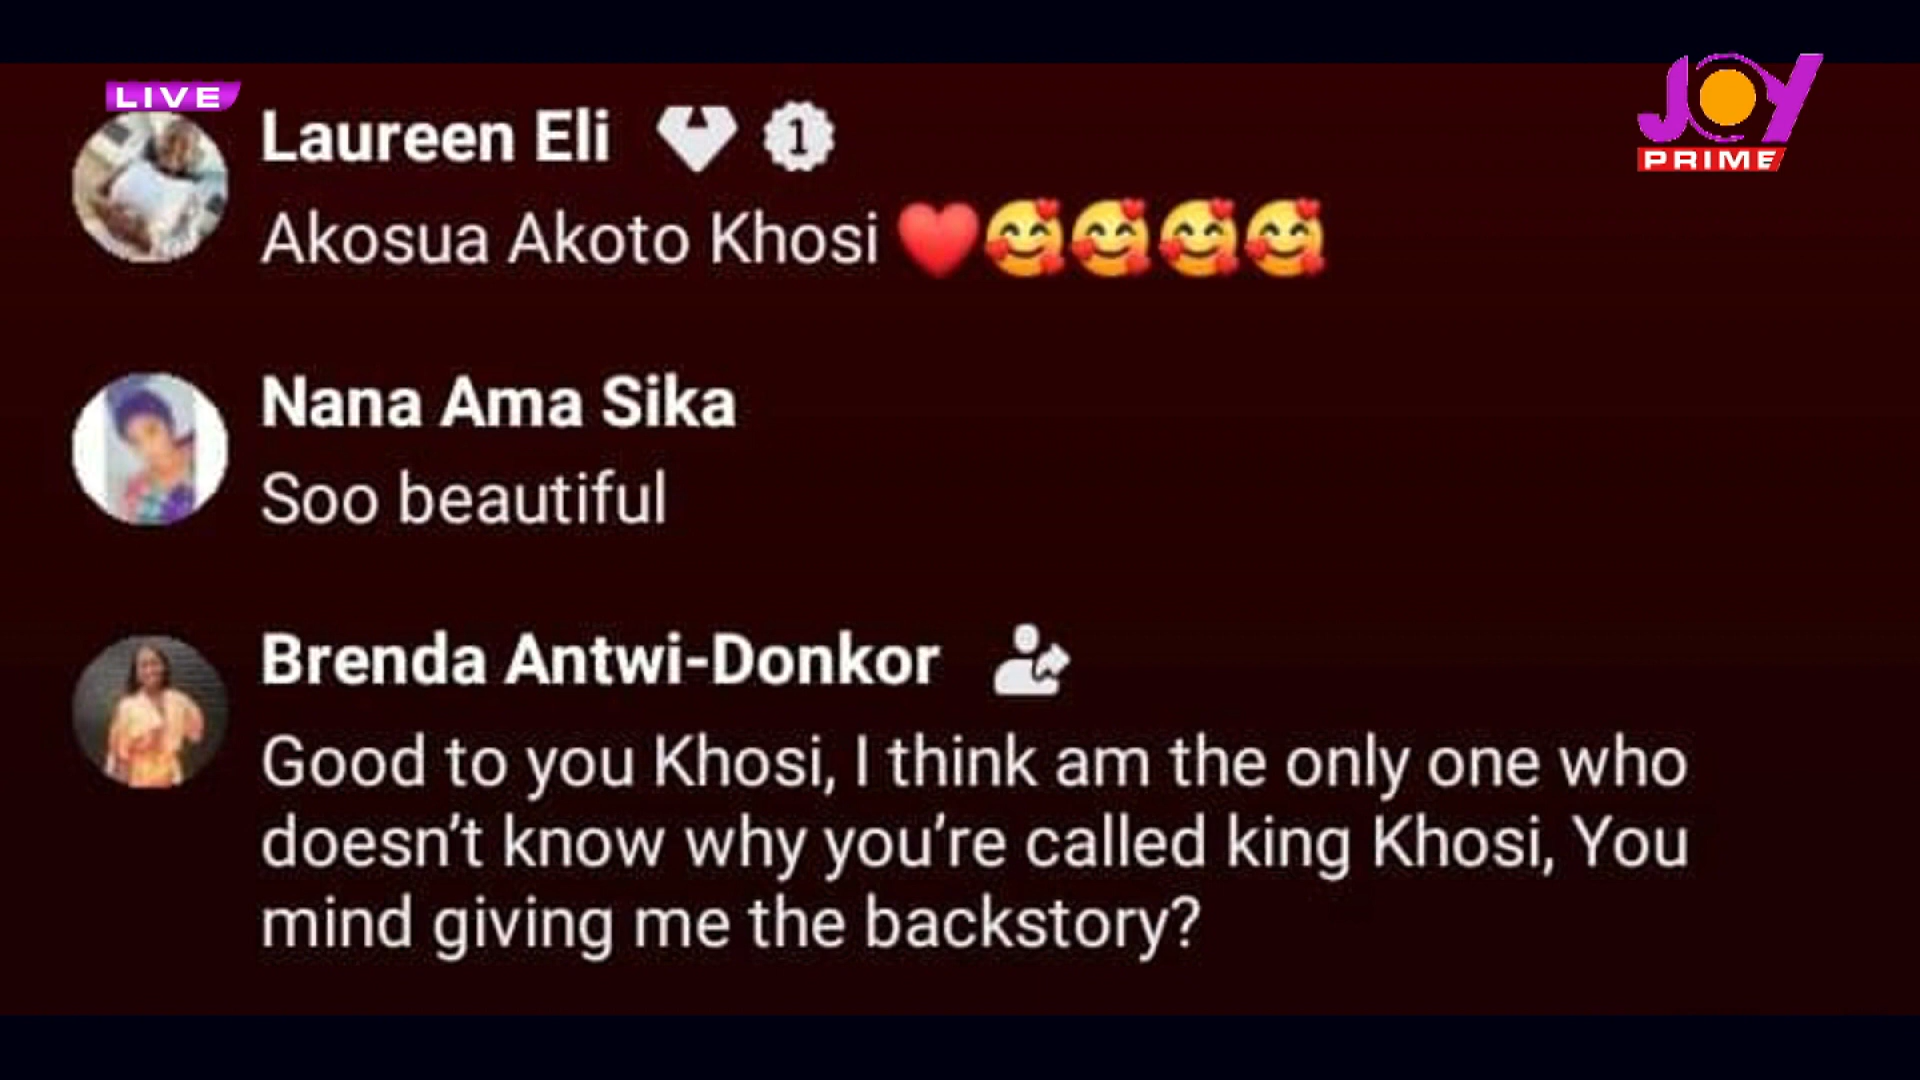 LIVE
JOY
PRIME
Laureen Eli 1
Akosua Akoto Khosi ❤️🥰🥰🥰🥰
Nana Ama Sika
Soo beautiful
Brenda Antwi-Donkor
Good to you Khosi, I think am the only one who
doesn’t know why you’re called king Khosi, You
mind giving me the backstory?